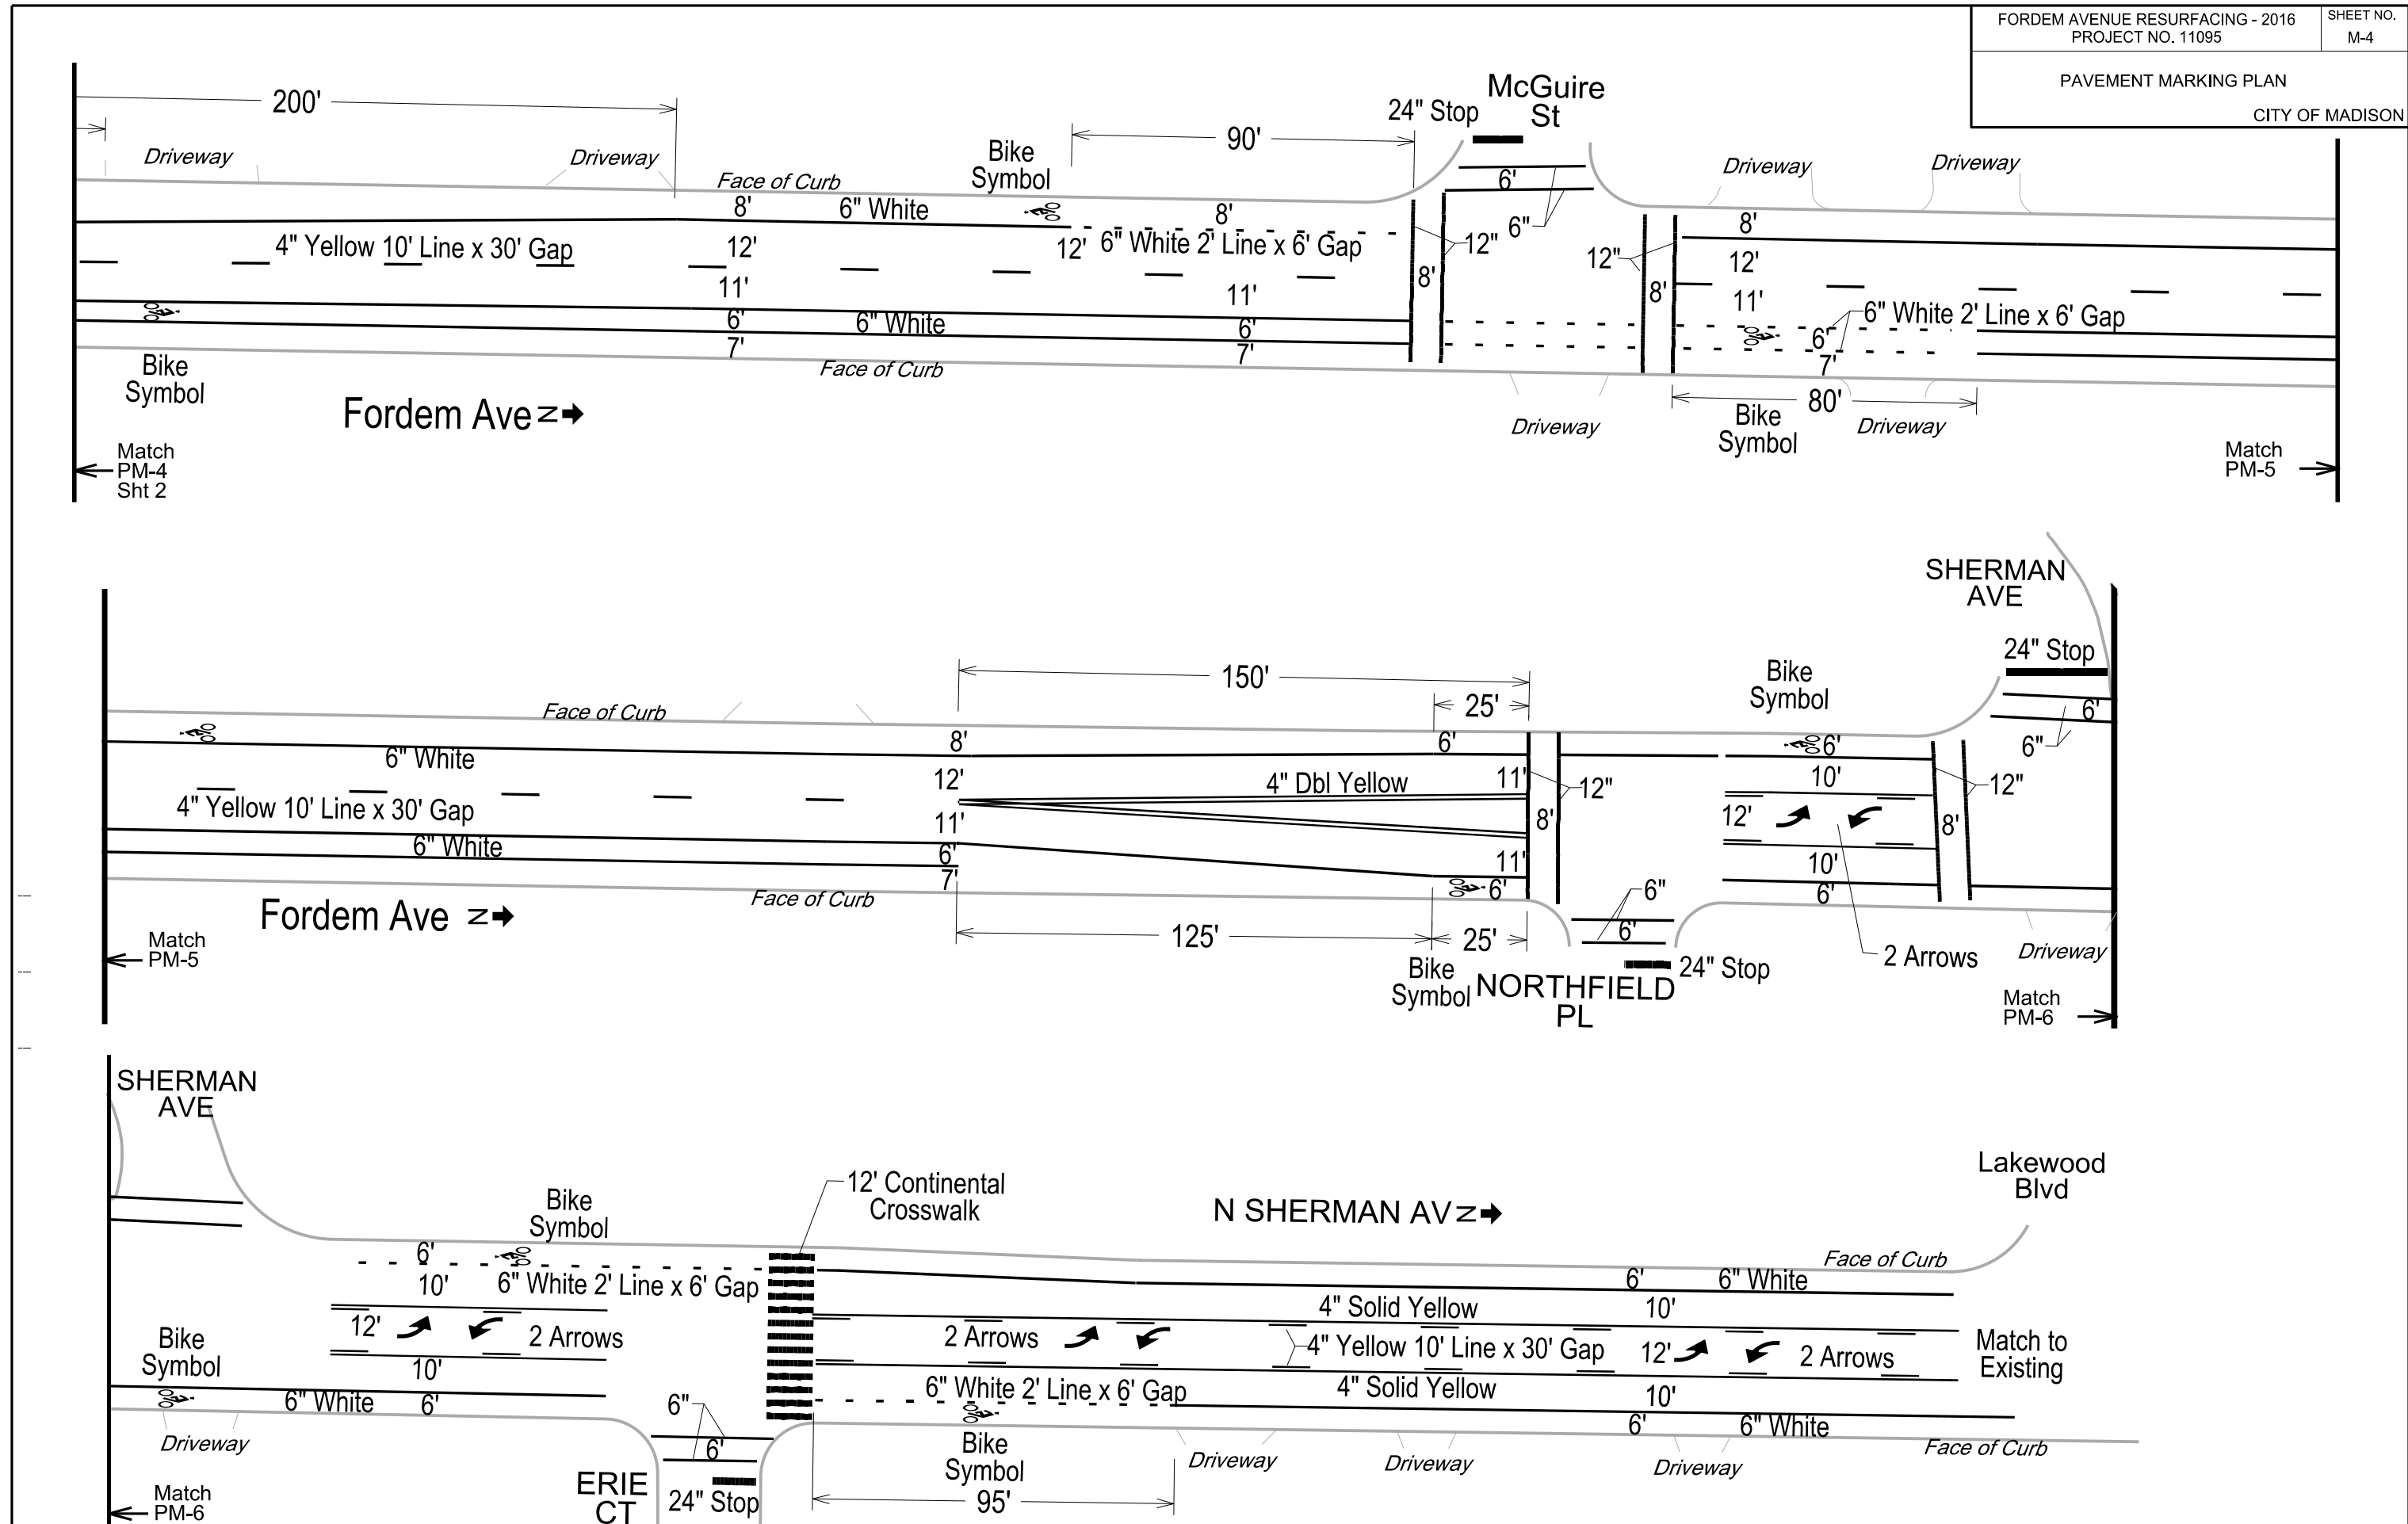 FORDEM AVENUE RESURFACING - 2016
PROJECT NO. 11095
SHEET NO.
M-4
PAVEMENT MARKING PLAN
CITY OF MADISON
200'
Driveway
Driveway
Face of Curb
Bike
Symbol
90'
24" Stop
McGuire
St
6'
6"
Driveway
Driveway
8'
6" White
8'
8'
4" Yellow 10' Line x 30' Gap
12'
12'
6" White 2' Line x 6' Gap
12"
12"
12'
11'
11'
8'
8'
11'
6'
6" White
6'
6" White 2' Line x 6' Gap
6'
7'
7'
7'
Bike
Symbol
Face of Curb
Fordem Ave N
Driveway
80'
Bike
Symbol
Driveway
Match
PM-4
Sht 2
Match
PM-5
SHERMAN
AVE
24" Stop
6'
6"
150'
25'
Bike
Symbol
Face of Curb
6" White
8'
6'
6'
12'
4" Dbl Yellow
11'
12"
10'
12"
4" Yellow 10' Line x 30' Gap
11'
8'
12'
8'
6" White
6'
11'
10'
7'
6'
6'
Face of Curb
Fordem Ave N
6"
6'
125'
25'
Bike
Symbol
NORTHFIELD
PL
24" Stop
2 Arrows
Driveway
Match
PM-5
Match
PM-6
SHERMAN
AVE
Bike
Symbol
12' Continental
Crosswalk
N SHERMAN AV N
Lakewood
Blvd
Face of Curb
6'
10'
6" White 2' Line x 6' Gap
6'
6" White
4" Solid Yellow
10'
Bike
Symbol
12'
2 Arrows
2 Arrows
4" Yellow 10' Line x 30' Gap
12'
2 Arrows
Match to
Existing
10'
6" White
6'
6" White 2' Line x 6' Gap
4" Solid Yellow
10'
6'
6" White
Face of Curb
Driveway
6"
6'
Bike
Symbol
Driveway
Driveway
Driveway
ERIE
CT
24" Stop
95'
Match
PM-6